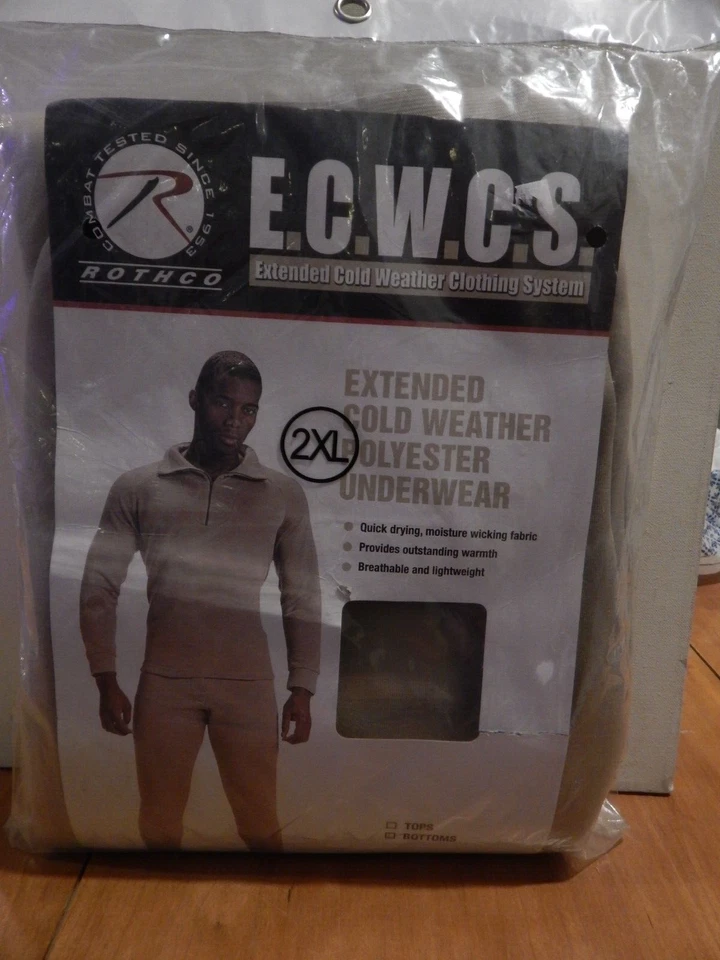 COMBAT TESTED SINCE 1953
R
®
ROTHCO
E.C.W.C.S.
Extended Cold Weather Clothing System
EXTENDED
COLD WEATHER
POLYESTER
UNDERWEAR
2XL
Quick drying, moisture wicking fabric
Provides outstanding warmth
Breathable and lightweight
TOPS
BOTTOMS